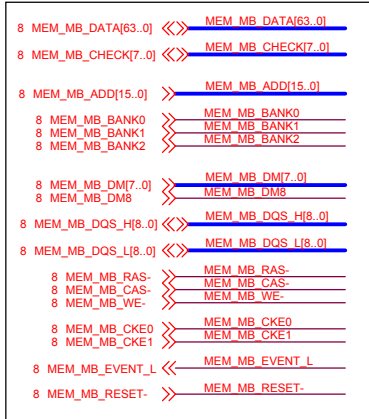 8 MEM_MB_DATA[63..0] MEM_MB_DATA[63..0]
8 MEM_MB_CHECK[7..0] MEM_MB_CHECK[7..0]
8 MEM_MB_ADD[15..0] MEM_MB_ADD[15..0]
8 MEM_MB_BANK0 MEM_MB_BANK0
8 MEM_MB_BANK1 MEM_MB_BANK1
8 MEM_MB_BANK2 MEM_MB_BANK2
8 MEM_MB_DM[7..0] MEM_MB_DM[7..0]
8 MEM_MB_DM8 MEM_MB_DM8
8 MEM_MB_DQS_H[8..0] MEM_MB_DQS_H[8..0]
8 MEM_MB_DQS_L[8..0] MEM_MB_DQS_L[8..0]
8 MEM_MB_RAS- MEM_MB_RAS-
8 MEM_MB_CAS- MEM_MB_CAS-
8 MEM_MB_WE- MEM_MB_WE-
8 MEM_MB_CKE0 MEM_MB_CKE0
8 MEM_MB_CKE1 MEM_MB_CKE1
8 MEM_MB_EVENT_L MEM_MB_EVENT_L
8 MEM_MB_RESET- MEM_MB_RESET-